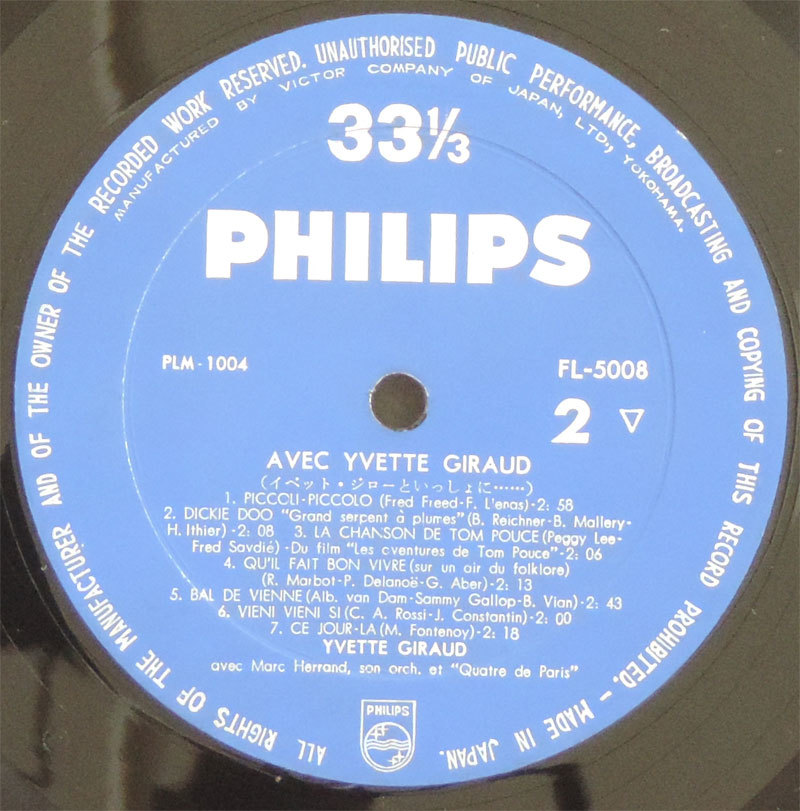 ALL RIGHTS OF THE MANUFACTURER AND OF THE OWNER OF THE RECORDED WORK RESERVED. UNAUTHORISED PUBLIC PERFORMANCE, BROADCASTING AND COPYING OF THIS RECORD PROHIBITED. – MADE IN JAPAN.
MANUFACTURED BY VICTOR COMPANY OF JAPAN, LTD., YOKOHAMA.
33⅓
PHILIPS
PLM-1004
FL-5008
2 ▽
AVEC YVETTE GIRAUD
(イベット・ジローといっしょに……)
1. PICCOLI-PICCOLO (Fred Freed-F. L'enas)-2: 58
2. DICKIE DOO "Grand serpent à plumes" (B. Reichner-B. Mallery-
H. Ithier)-2: 08 3. LA CHANSON DE TOM POUCE (Peggy Lee-
Fred Savdié) -Du film "Les cventures de Tom Pouce"-2: 06
4. QU'IL FAIT BON VIVRE (sur un air du folklore)
(R. Marbot-P. Delanoë-G. Aber)-2: 13
5. BAL DE VIENNE (Alb. van Dam-Sammy Gallop-B. Vian)-2: 43
6. VIENI VIENI SI (C. A. Rossi-J. Constantin)-2: 00
7. CE JOUR-LA (M. Fontenoy)-2: 18
YVETTE GIRAUD
avec Marc Herrand, son orch. et "Quatre de Paris"
PHILIPS